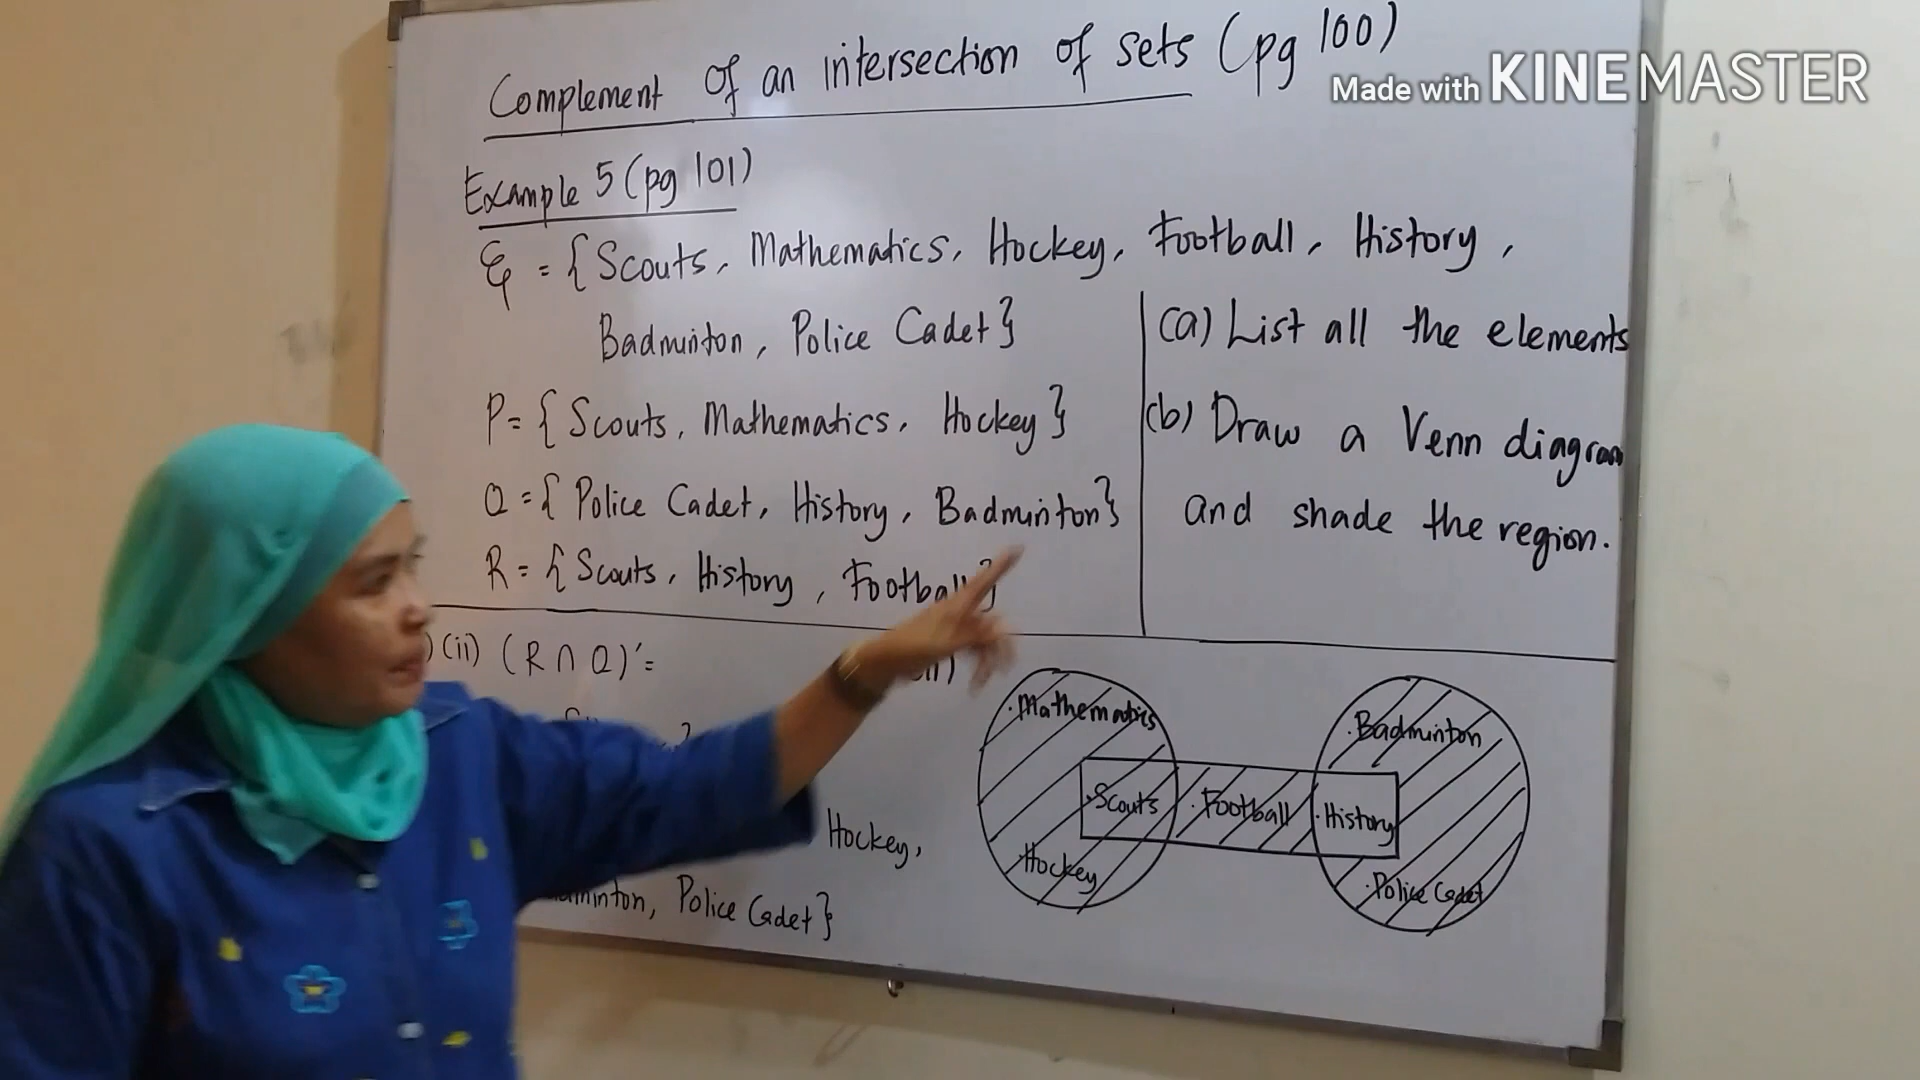 Complement of an intersection of sets (pg 100)
Made with KINEMASTER
Example 5 (pg 101)
ξ = {Scouts, Mathematics, Hockey, Football, History,
Badminton, Police Cadet}
P = {Scouts, Mathematics, Hockey}
Q = {Police Cadet, History, Badminton}
R = {Scouts, History, Football}
(a) List all the elements
(b) Draw a Venn diagram
and shade the region.
(ii) (R ∩ Q)' =
Hockey,
Police Cadet}
Mathematics
Scouts
Hockey
Football
Badminton
History
Police Cadet